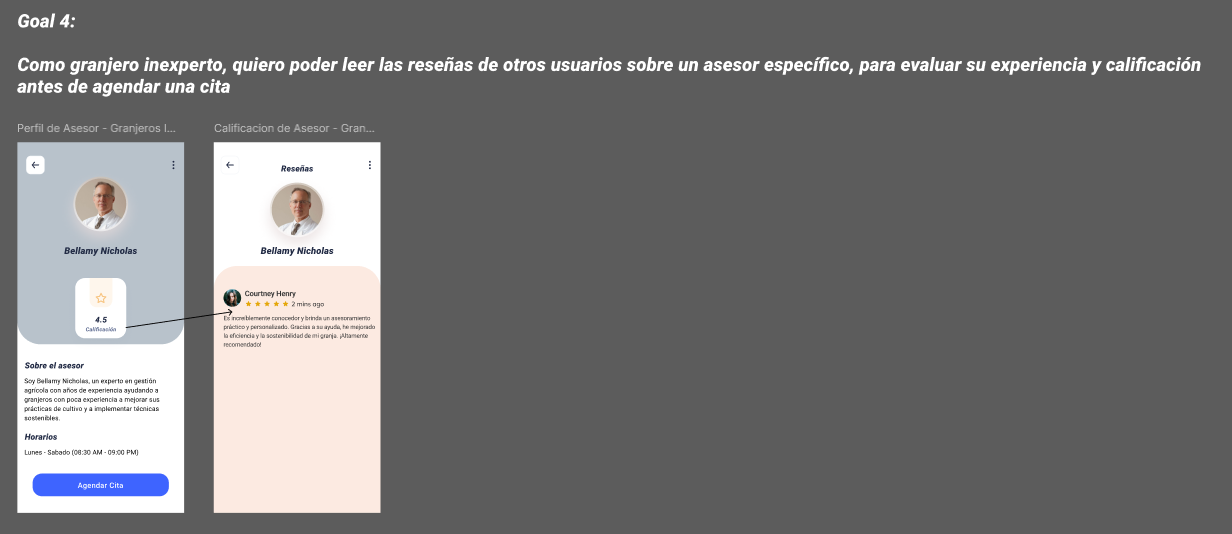 Goal 4:
Como granjero inexperto, quiero poder leer las reseñas de otros usuarios sobre un asesor específico, para evaluar su experiencia y calificación
antes de agendar una cita
Perfil de Asesor - Granjeros I...
Calificacion de Asesor - Gran...
Bellamy Nicholas
4.5
Calificación
Sobre el asesor
Soy Bellamy Nicholas, un experto en gestión
agrícola con años de experiencia ayudando a
granjeros con poca experiencia a mejorar sus
prácticas de cultivo y a implementar técnicas
sostenibles.
Horarios
Lunes - Sabado (08:30 AM - 09:00 PM)
Agendar Cita
Reseñas
Bellamy Nicholas
Courtney Henry
2 mins ago
Es increíblemente conocedor y brinda un asesoramiento
práctico y personalizado. Gracias a su ayuda, he mejorado
la eficiencia y la sostenibilidad de mi granja. ¡Altamente
recomendado!